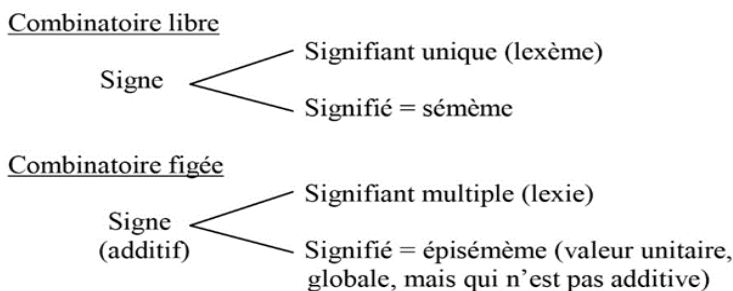 Combinatoire libre
Signifiant unique (lexème)
Signe
Signifié = sémème
Combinatoire figée
Signifiant multiple (lexie)
Signe
(additif)
Signifié = épisémème (valeur unitaire,
globale, mais qui n'est pas additive)